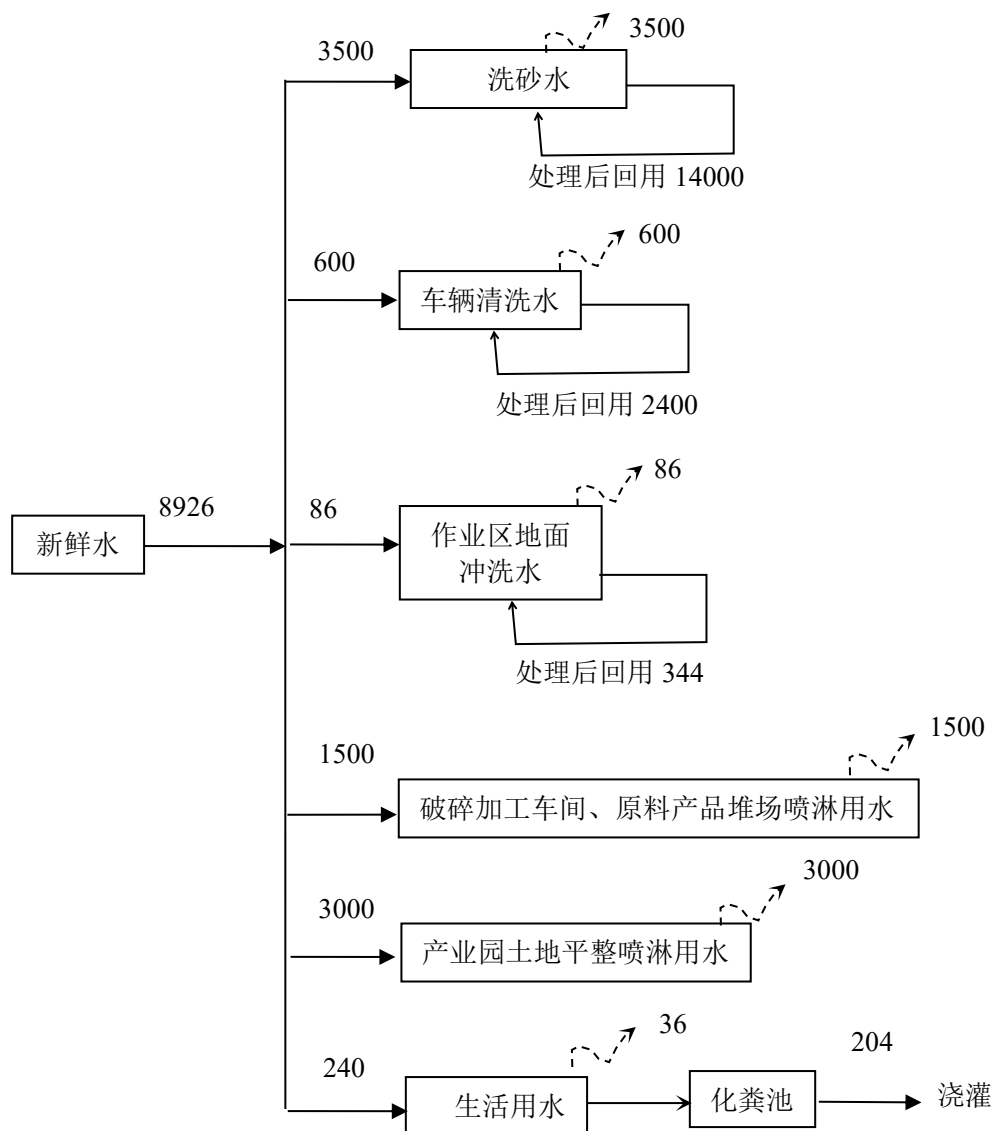 3500
3500
洗砂水
处理后回用 14000
600
600
车辆清洗水
处理后回用 2400
86
8926
86
新鲜水
作业区地面
冲洗水
处理后回用 344
1500
1500
破碎加工车间、原料产品堆场喷淋用水
3000
3000
产业园土地平整喷淋用水
36
204
240
生活用水
化粪池
浇灌